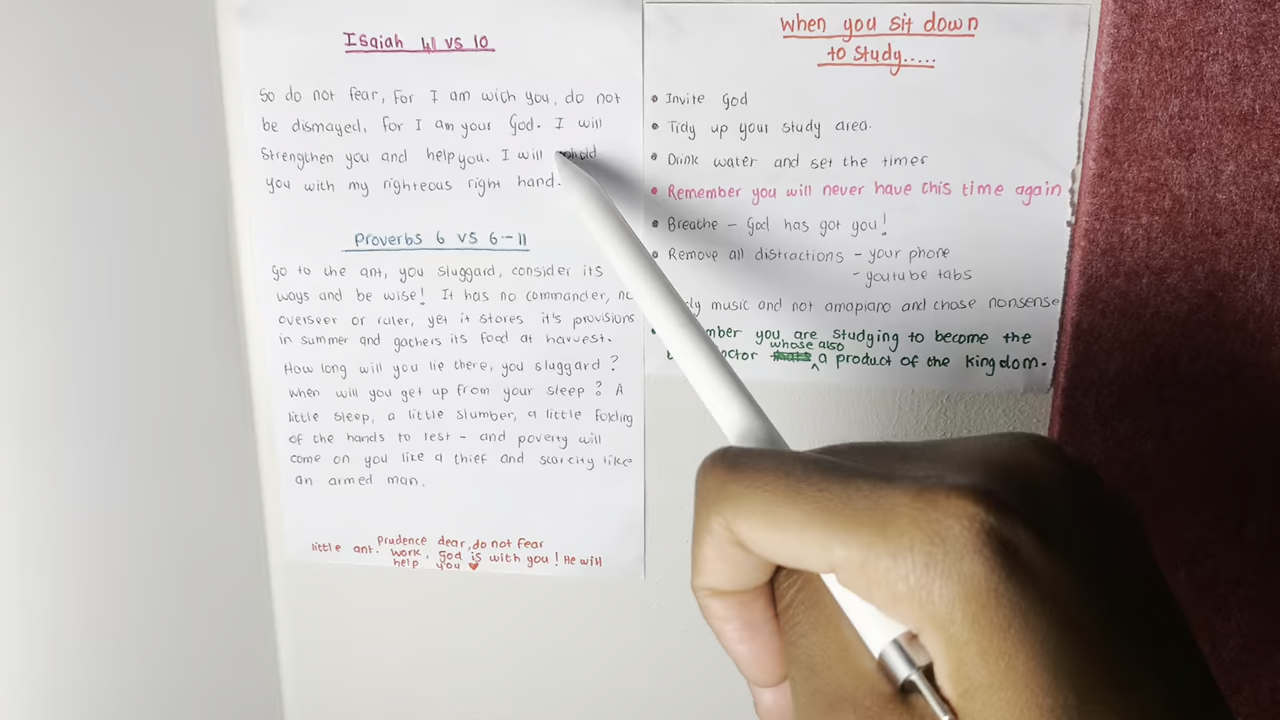 Isaiah 41 vs 10
So do not fear, for I am with you, do not
be dismayed, for I am your God. I will
Strengthen you and help you. I will
you with my righteous right hand.
Proverbs 6 vs 6-11
Go to the ant, you sluggard, consider its
ways and be wise! It has no commander, no
overseer or ruler, yet it stores it's provisions
in summer and gathers its food at harvest.
How long will you lie there, you sluggard?
When will you get up from your sleep? A
little sleep, a little slumber, a little folding
of the hands to rest - and poverty will
come on you like a thief and scarcity like
an armed man.
Prudence dear, do not fear
little ant. work, God is with you! He will
help you ♥
When you sit down
to study.....
• Invite God
• Tidy up your study area.
• Drink water and set the timer
• Remember you will never have this time again
• Breathe - God has got you!
• Remove all distractions - your phone
- youtube tabs
music and not amapiano and those nonsense
you are studying to become the
whose also
a product of the kingdom.